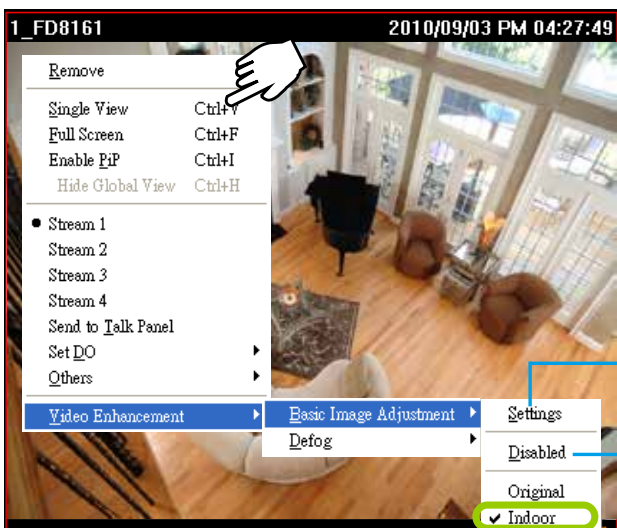 1_FD8161 2010/09/03 PM 04:27:49
Remove
Single View Ctrl+V
Full Screen Ctrl+F
Enable PiP Ctrl+I
Hide Global View Ctrl+H
Stream 1
Stream 2
Stream 3
Stream 4
Send to Talk Panel
Set DO
Others
Video Enhancement
Basic Image Adjustment
Defog
Settings
Disabled
Original
Indoor